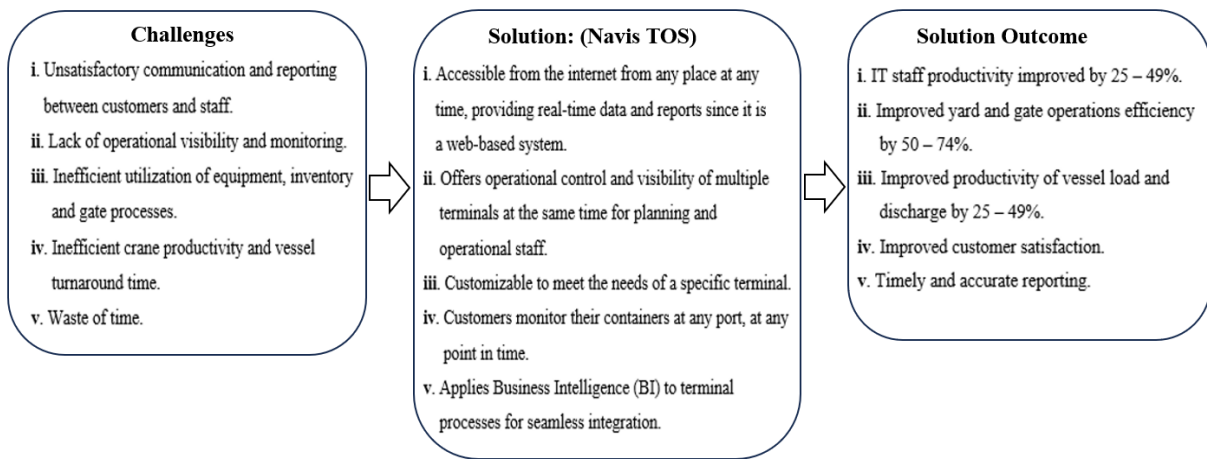 Challenges
i. Unsatisfactory communication and reporting
between customers and staff.
ii. Lack of operational visibility and monitoring.
iii. Inefficient utilization of equipment, inventory
and gate processes.
iv. Inefficient crane productivity and vessel
turnaround time.
v. Waste of time.
Solution: (Navis TOS)
i. Accessible from the internet from any place at any
time, providing real-time data and reports since it is
a web-based system.
ii. Offers operational control and visibility of multiple
terminals at the same time for planning and
operational staff.
iii. Customizable to meet the needs of a specific terminal.
iv. Customers monitor their containers at any port, at any
point in time.
v. Applies Business Intelligence (BI) to terminal
processes for seamless integration.
Solution Outcome
i. IT staff productivity improved by 25 – 49%.
ii. Improved yard and gate operations efficiency
by 50 – 74%.
iii. Improved productivity of vessel load and
discharge by 25 – 49%.
iv. Improved customer satisfaction.
v. Timely and accurate reporting.